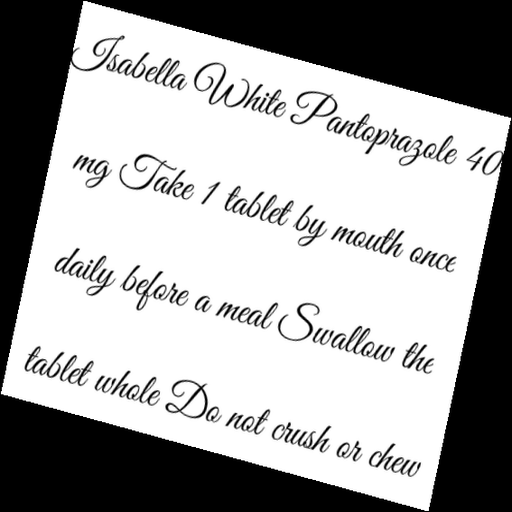 Isabella White Pantoprazole 40
mg Take 1 tablet by mouth once
daily before a meal Swallow the
tablet whole Do not crush or chew